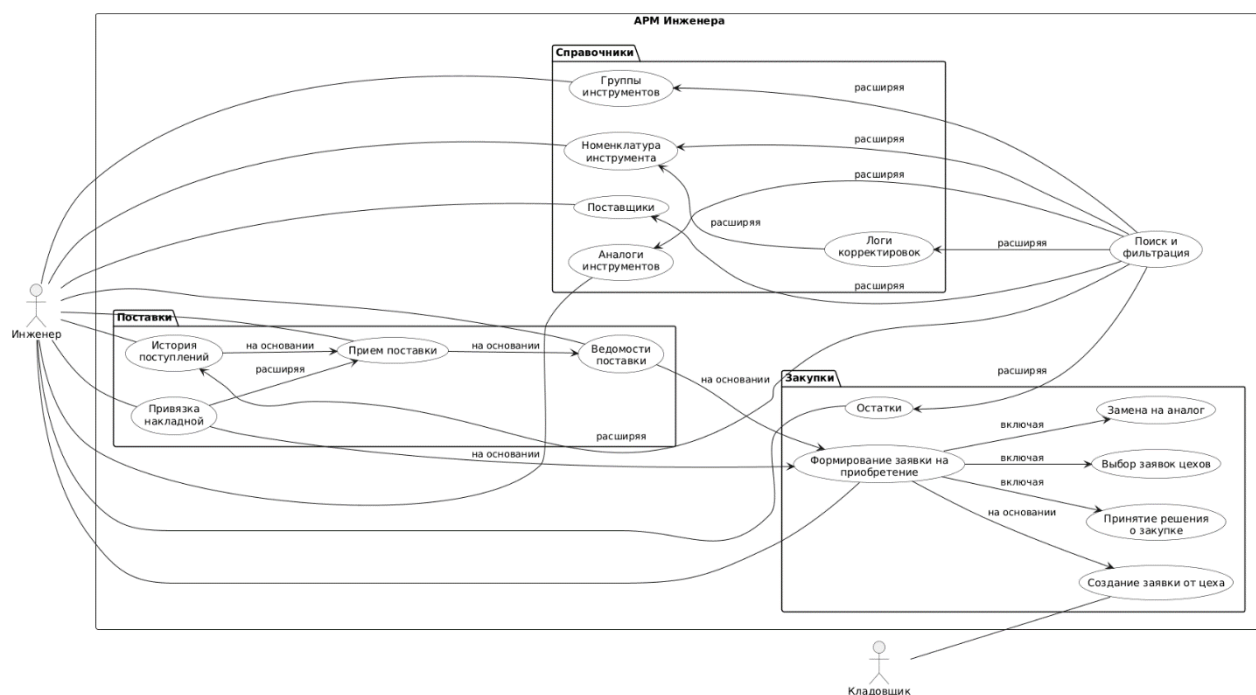 АРМ Инженера
Справочники
Группы
инструментов
расширяя
Номенклатура
инструмента
расширяя
расширяя
Поставщики
расширяя
Логи
корректировок
расширяя
Поиск и
фильтрация
Аналоги
инструментов
расширяя
Инженер
Поставки
История
поступлений
на основании
Прием поставки
на основании
Ведомости
поставки
расширяя
Привязка
накладной
расширяя
на основании
на основании
расширяя
Закупки
Остатки
Замена на аналог
включая
Формирование заявки на
приобретение
включая
Выбор заявок цехов
включая
на основании
Принятие решения
о закупке
Создание заявки от цеха
Кладовщик